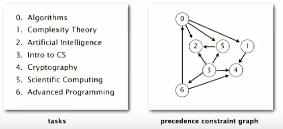 0. Algorithms
1. Complexity Theory
2. Artificial Intelligence
3. Intro to CS
4. Cryptography
5. Scientific Computing
6. Advanced Programming
0
2
5
1
3
4
6
tasks
precedence constraint graph